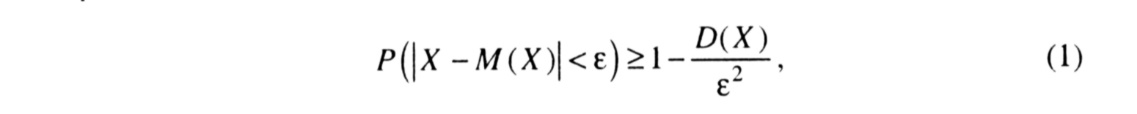 P(|X − M(X)| < ε) ≥ 1 − D(X)/ε², (1)